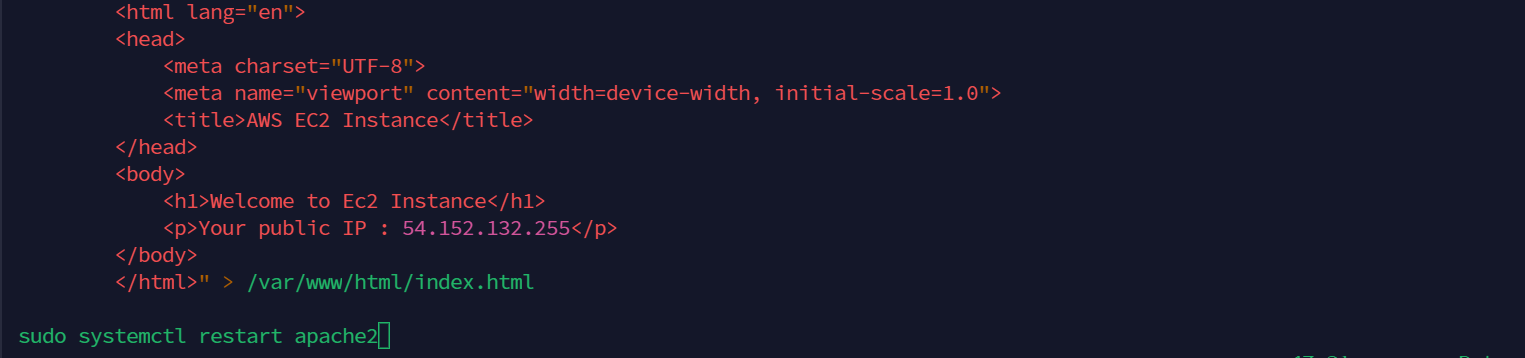 <html lang="en">
<head>
<meta charset="UTF-8">
<meta name="viewport" content="width=device-width, initial-scale=1.0">
<title>AWS EC2 Instance</title>
</head>
<body>
<h1>Welcome to Ec2 Instance</h1>
<p>Your public IP : 54.152.132.255</p>
</body>
</html>" > /var/www/html/index.html
sudo systemctl restart apache2